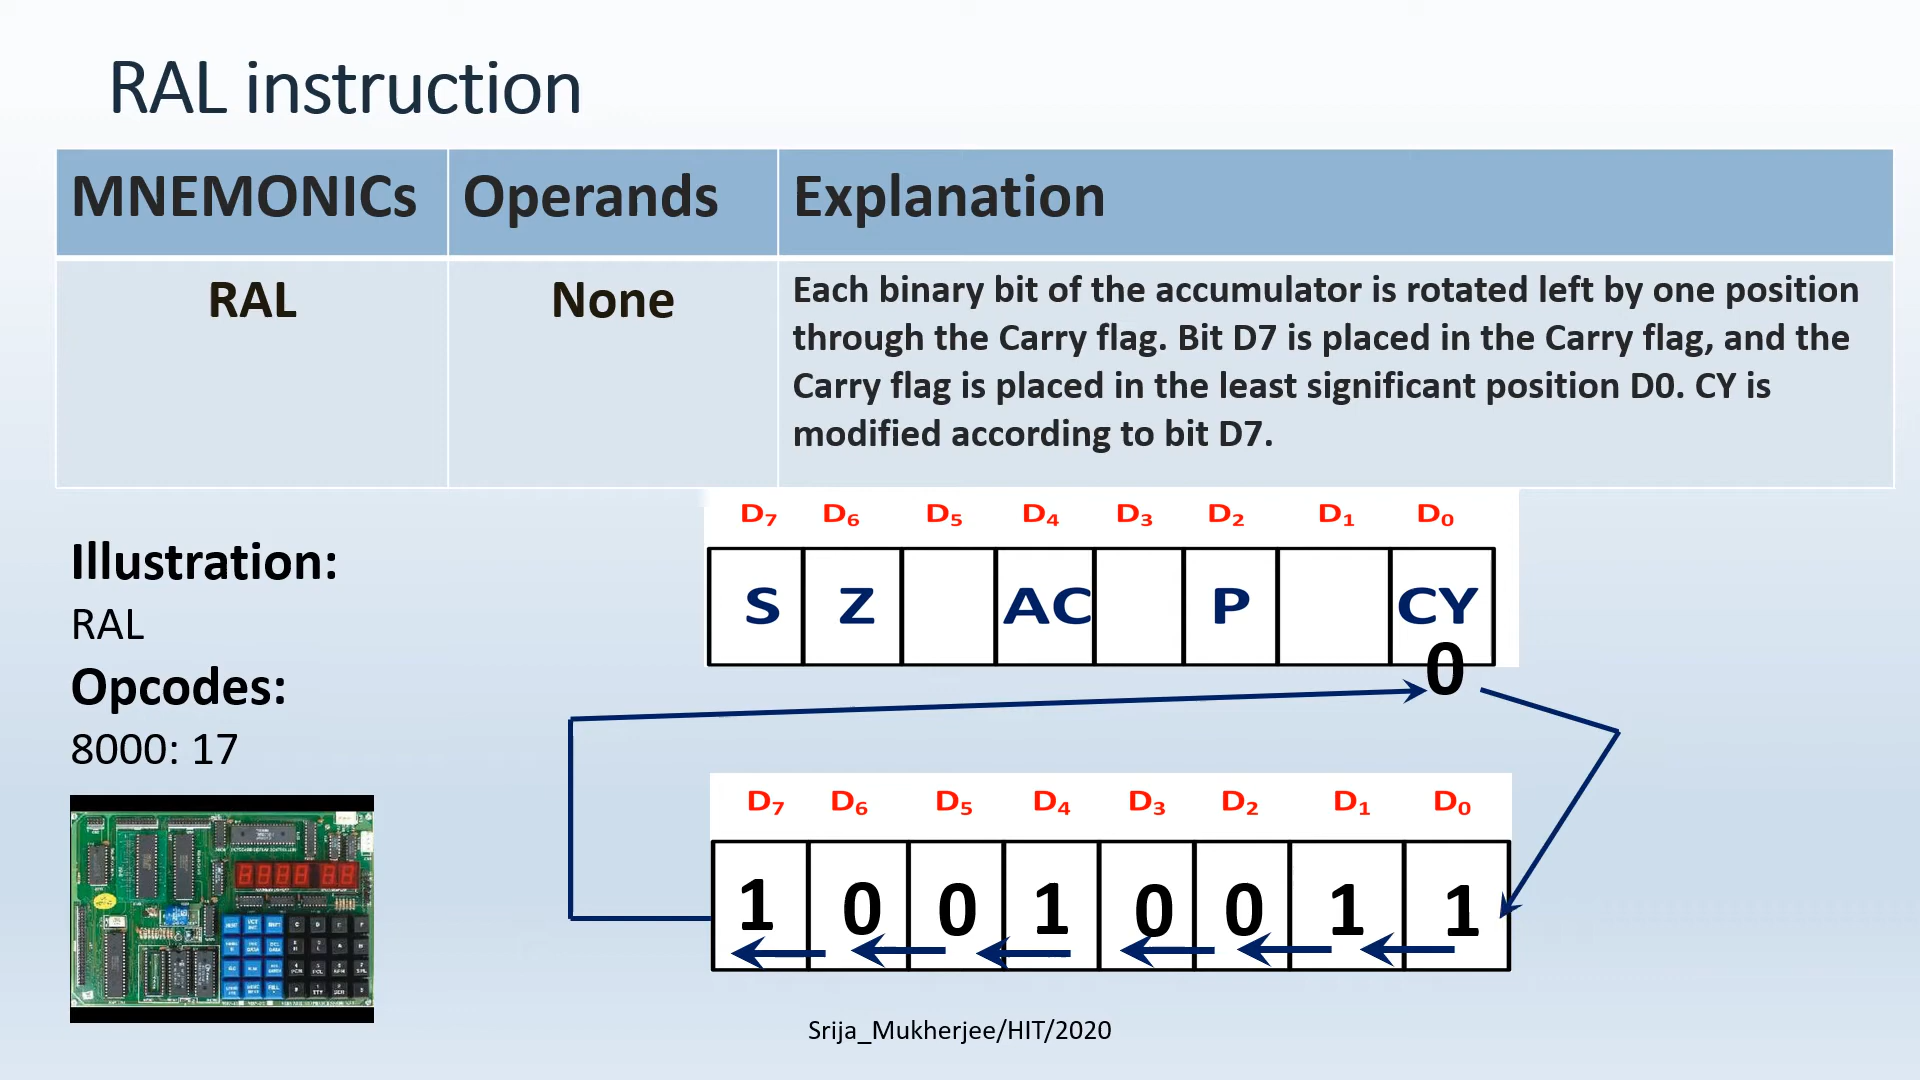 RAL instruction
MNEMONICs Operands Explanation
RAL None Each binary bit of the accumulator is rotated left by one position
through the Carry flag. Bit D7 is placed in the Carry flag, and the
Carry flag is placed in the least significant position D0. CY is
modified according to bit D7.
D₇ D₆ D₅ D₄ D₃ D₂ D₁ D₀
S Z AC P CY
0
Illustration:
RAL
Opcodes:
8000: 17
D₇ D₆ D₅ D₄ D₃ D₂ D₁ D₀
1 0 0 1 0 0 1 1
Srija_Mukherjee/HIT/2020